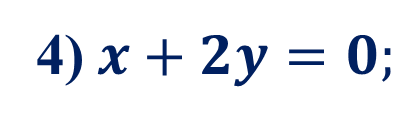 4) x + 2y = 0;